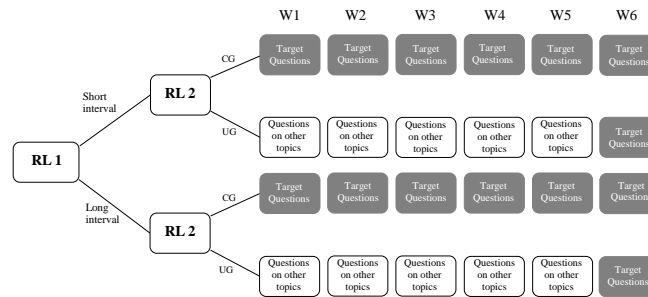 W1 W2 W3 W4 W5 W6
CG
Target Questions
Target Questions
Target Questions
Target Questions
Target Questions
Target Questions
Short interval
RL 2
UG
Questions on other topics
Questions on other topics
Questions on other topics
Questions on other topics
Questions on other topics
Target Questions
RL 1
CG
Target Questions
Target Questions
Target Questions
Target Questions
Target Questions
Target Questions
Long interval
RL 2
UG
Questions on other topics
Questions on other topics
Questions on other topics
Questions on other topics
Questions on other topics
Target Questions